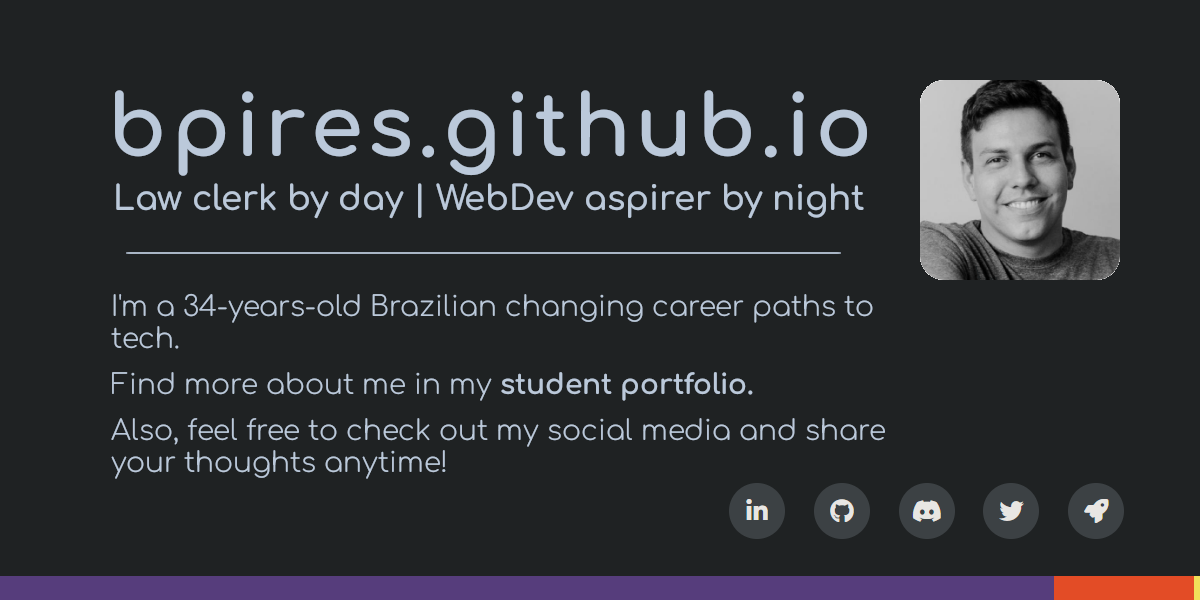 bpires.github.io
Law clerk by day | WebDev aspirer by night
I'm a 34-years-old Brazilian changing career paths to
tech.
Find more about me in my student portfolio.
Also, feel free to check out my social media and share
your thoughts anytime!
in